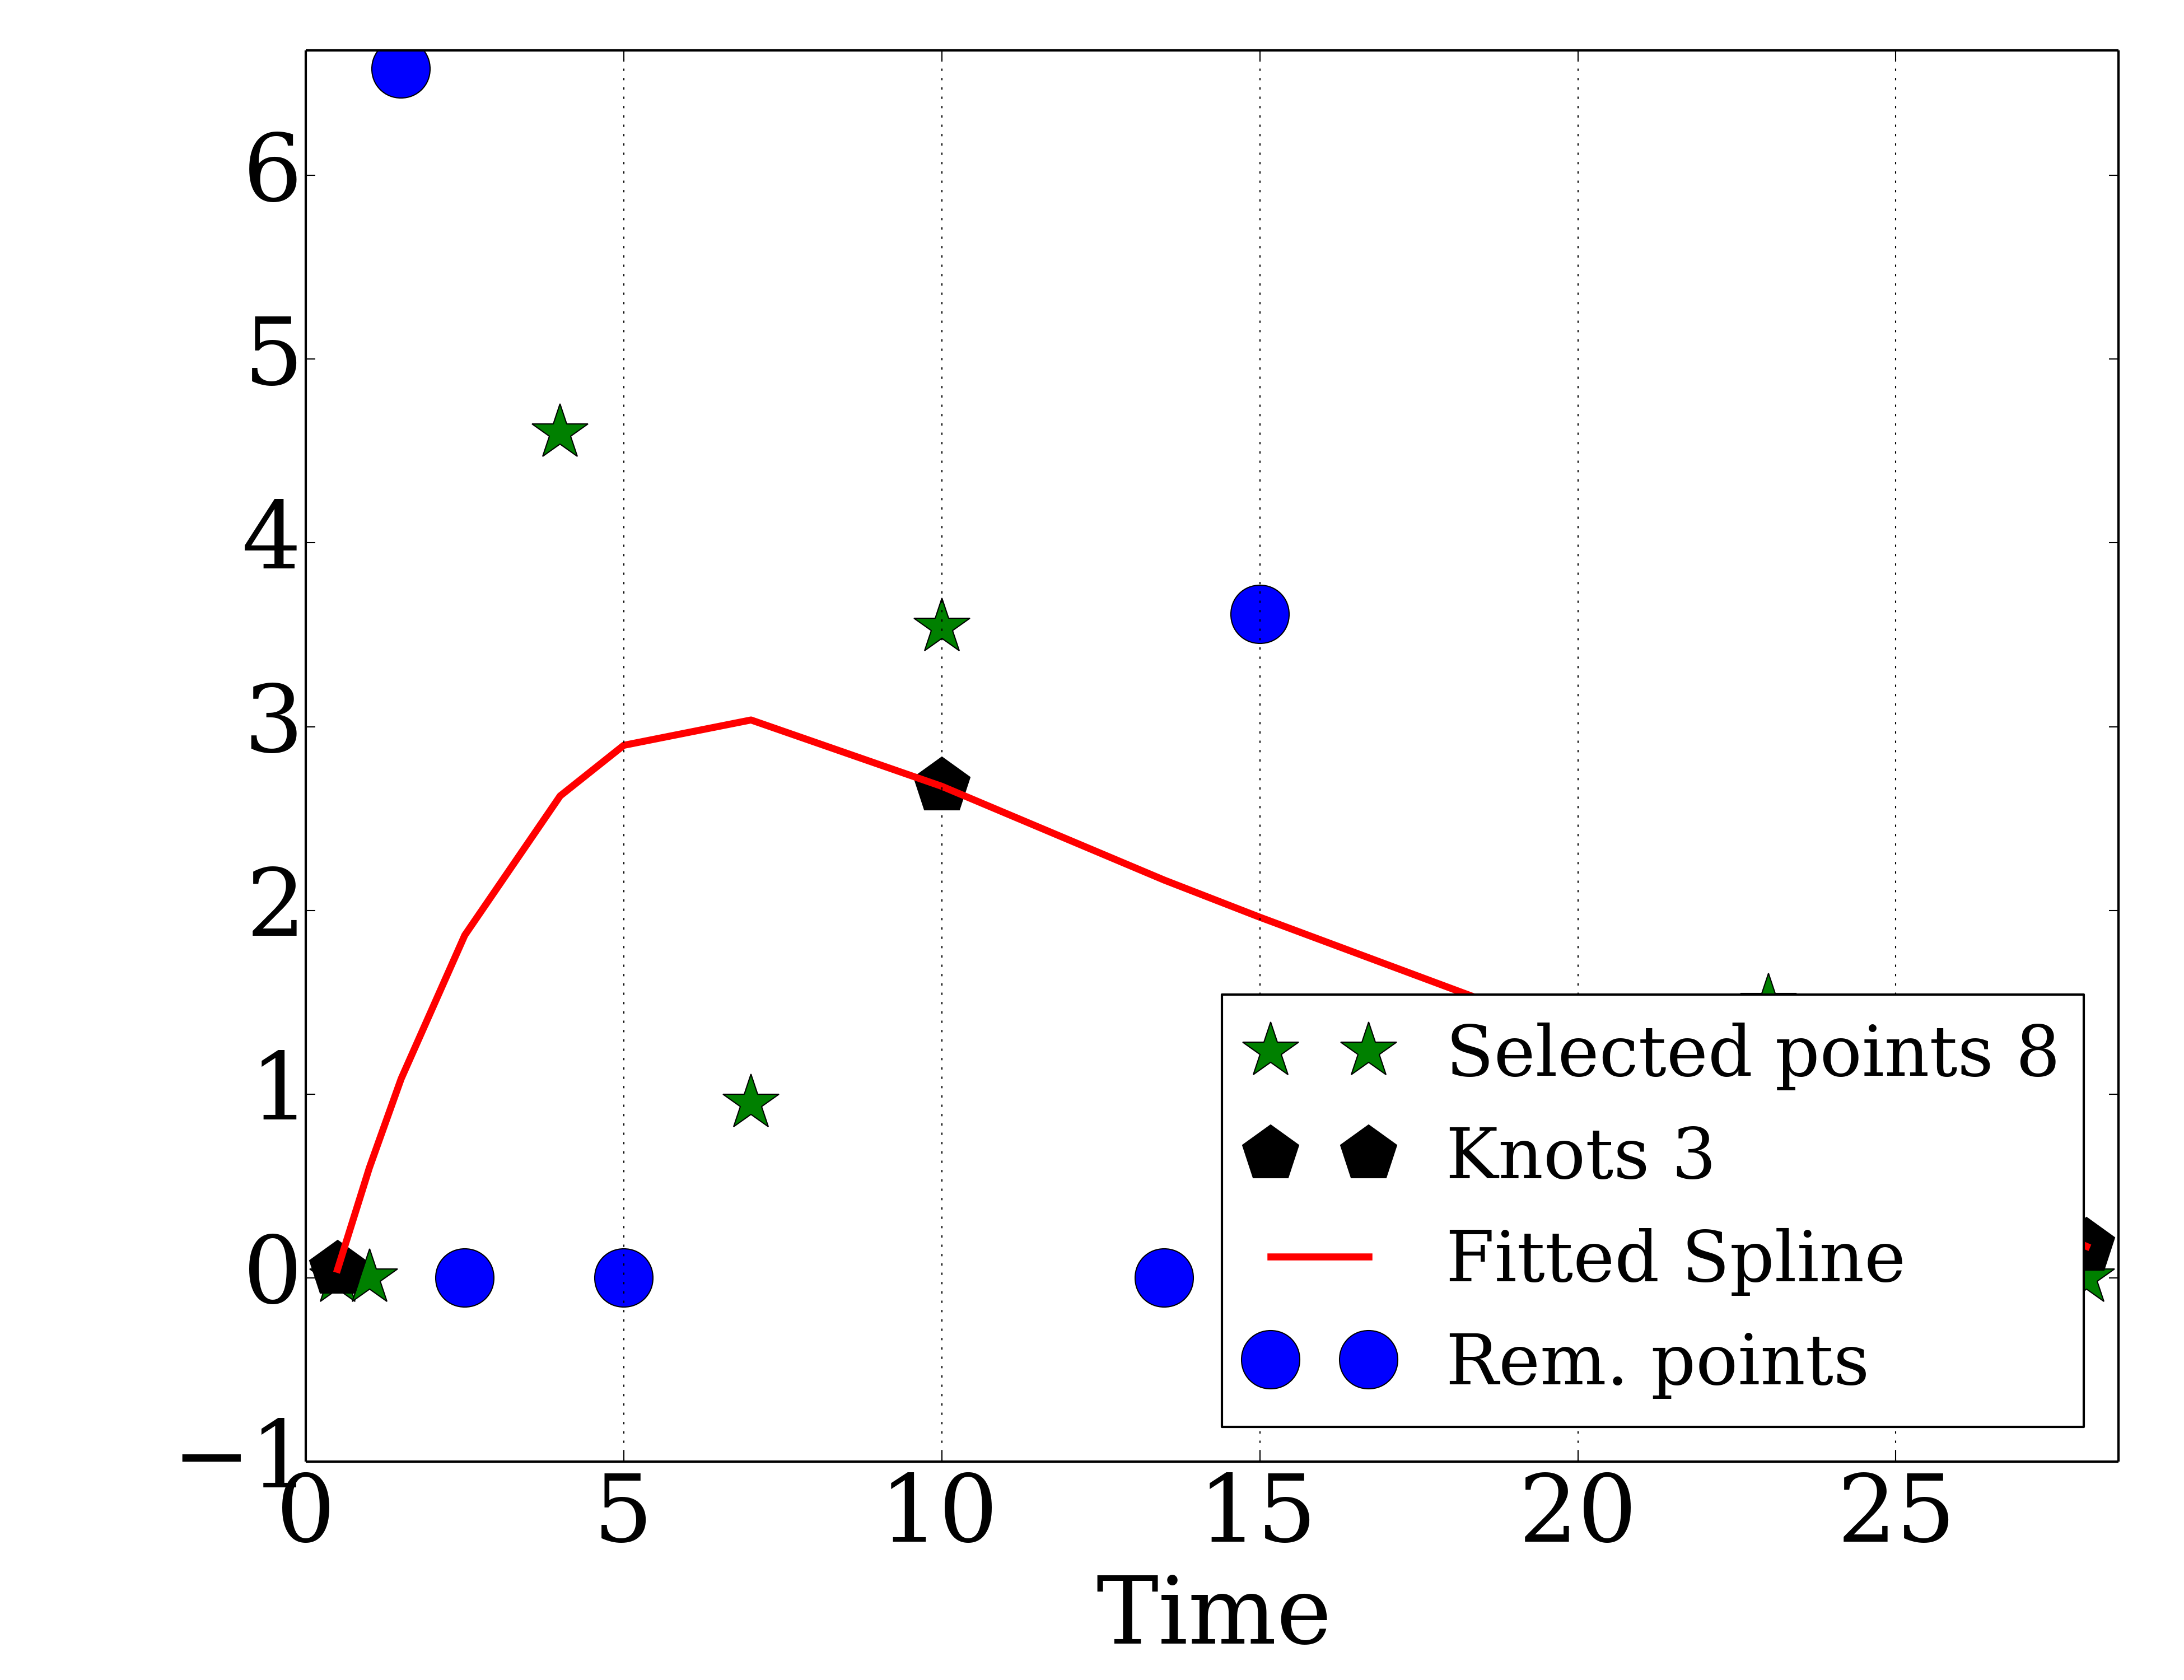 6
5
4
3
2
1
0
−1
Selected points 8
Knots 3
Fitted Spline
Rem. points
0 5 10 15 20 25
Time